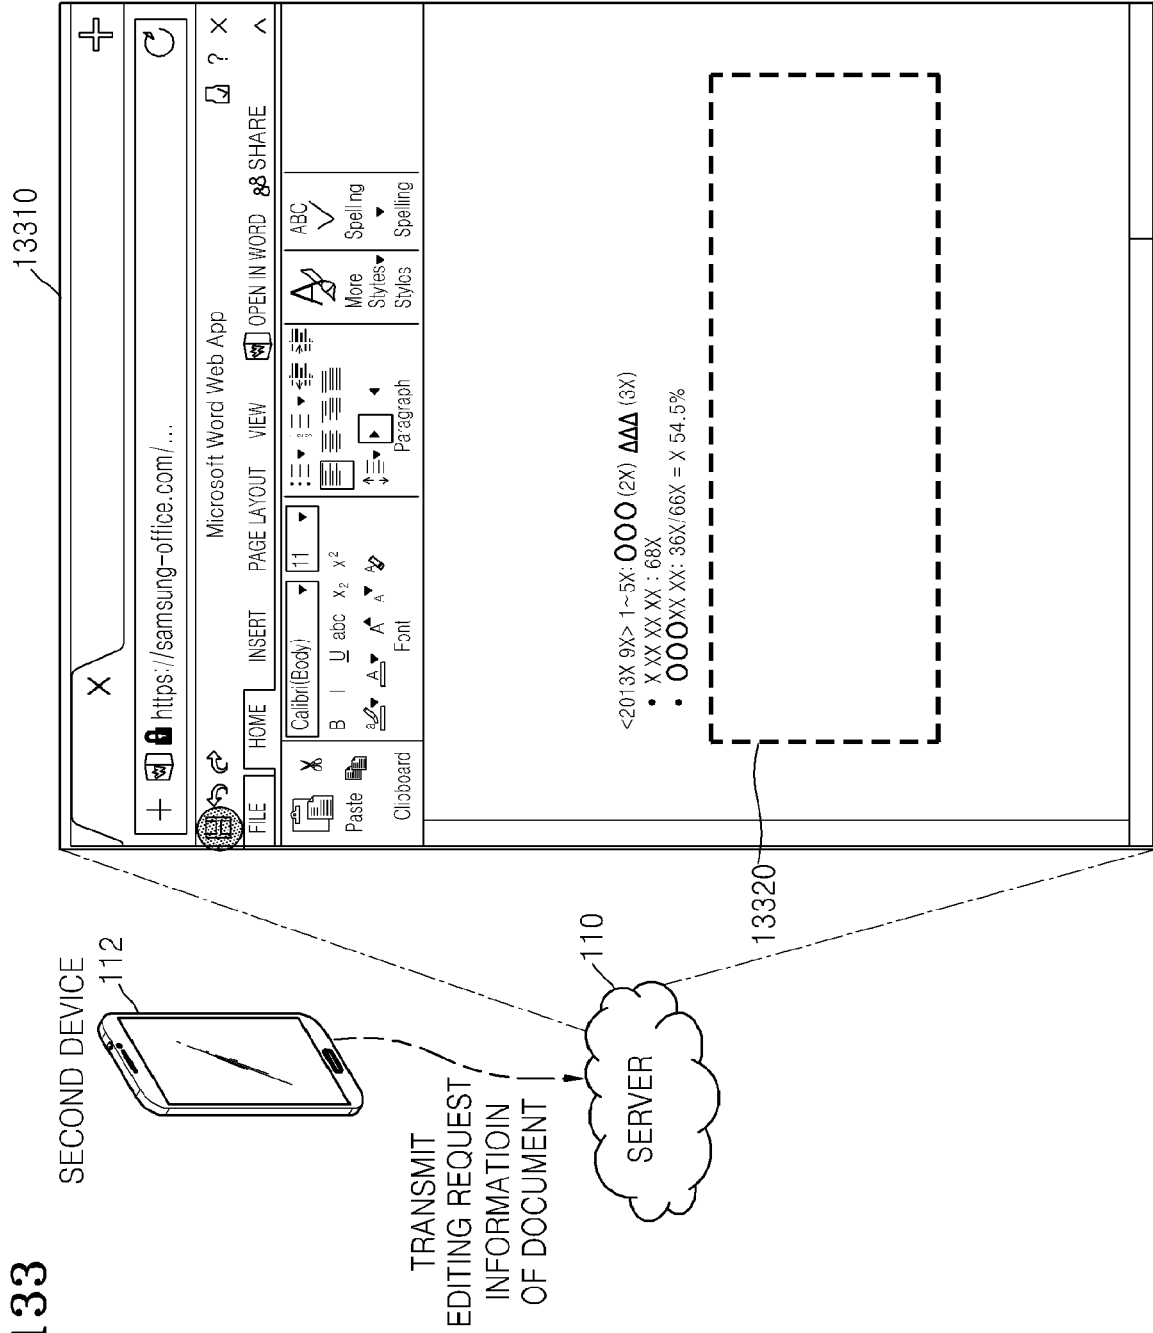 133
SECOND DEVICE
112
TRANSMIT
EDITING REQUEST
INFORMATIOIN
OF DOCUMENT
SERVER
110
13310
X
+
+ https://samsung-office.com/...
Microsoft Word Web App ? X
FILE HOME INSERT PAGE LAYOUT VIEW OPEN IN WORD SHARE
Paste
Clipboard
Calibri(Body) 11
B I U abc X2 X2
A A A
Font
Paragraph
More
Styles
Styles
ABC
Spelling
Spelling
<2013X 9X> 1~5X: OOO (2X) ΔΔΔ (3X)
• X XX XX XX : 68X
• OOOXX XX: 36X/66X = X 54.5%
13320